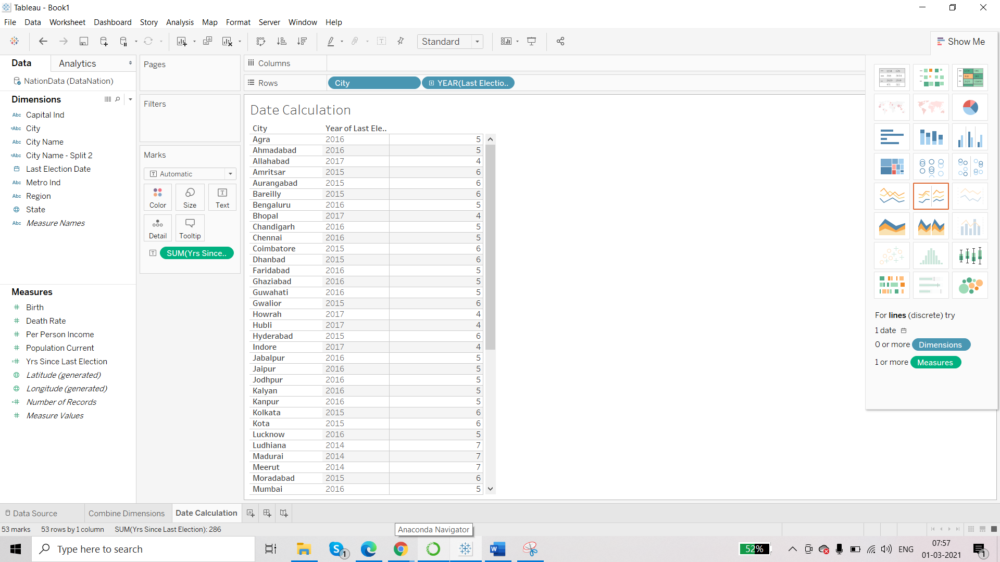 Tableau - Book1
File Data Worksheet Dashboard Story Analysis Map Format Server Window Help
Standard
Show Me
Data
Analytics
NationData (DataNation)
Dimensions
Abc Capital Ind
=Abc City
Abc City Name
=Abc City Name - Split 2
Last Election Date
Abc Metro Ind
Abc Region
State
Abc Measure Names
Measures
# Birth
# Death Rate
# Per Person Income
# Population Current
=# Yrs Since Last Election
Latitude (generated)
Longitude (generated)
=# Number of Records
# Measure Values
Pages
Filters
Marks
Automatic
Color Size Text
Detail Tooltip
SUM(Yrs Since..
Columns
Rows City YEAR(Last Electio..
Date Calculation
City Year of Last Ele..
Agra 2016 5
Ahmadabad 2016 5
Allahabad 2017 4
Amritsar 2015 6
Aurangabad 2015 6
Bareilly 2015 6
Bengaluru 2016 5
Bhopal 2017 4
Chandigarh 2016 5
Chennai 2016 5
Coimbatore 2015 6
Dhanbad 2015 6
Faridabad 2016 5
Ghaziabad 2016 5
Guwahati 2016 5
Gwalior 2015 6
Howrah 2017 4
Hubli 2017 4
Hyderabad 2015 6
Indore 2017 4
Jabalpur 2016 5
Jaipur 2016 5
Jodhpur 2016 5
Kalyan 2016 5
Kanpur 2016 5
Kolkata 2015 6
Kota 2015 6
Lucknow 2016 5
Ludhiana 2014 7
Madurai 2014 7
Meerut 2014 7
Moradabad 2015 6
Mumbai 2016 5
For lines (discrete) try
1 date
0 or more Dimensions
1 or more Measures
Data Source
Combine Dimensions
Date Calculation
53 marks 53 rows by 1 column SUM(Yrs Since Last Election): 286
Anaconda Navigator
Type here to search
1
52%
ENG
07:57
01-03-2021
1